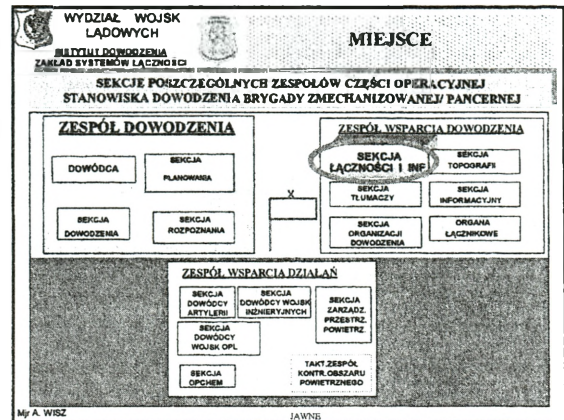 WYDZIAŁ WOJSK
LĄDOWYCH
INSTYTUT DOWODZENIA
ZAKŁAD SYSTEMÓW ŁĄCZNOŚCI
MIEJSCE
SEKCJE POSZCZEGÓLNYCH ZESPOŁÓW CZĘŚCI OPERACYJNEJ
STANOWISKA DOWODZENIA BRYGADY ZMECHANIZOWANEJ/ PANCERNEJ
ZESPÓŁ DOWODZENIA
DOWÓDCA
SEKCJA
PLANOWANIA
SEKCJA
DOWODZENIA
SEKCJA
ROZPOZNANIA
X
ZESPÓŁ WSPARCIA DOWODZENIA
SEKCJA
ŁĄCZNOŚCI I INF
SEKCJA
TOPOGRAFII
SEKCJA
TŁUMACZY
SEKCJA
INFORMACYJNY
SEKCJA
ORGANIZACJI
DOWODZENIA
ORGANA
ŁĄCZNIKOWE
ZESPÓŁ WSPARCIA DZIAŁAŃ
SEKCJA
DOWÓDCY
ARTYLERII
SEKCJA
DOWÓDCY WOJSK
INŻNIERYJNYCH
SEKCJA
ZARZĄDZ.
PRZESTRZ.
POWIETRZ.
SEKCJA
DOWÓDCY
WOJSK OPL
SEKCJA
OPCHEM
TAKT.ZESPÓŁ
KONTR.OBSZARU
POWIETRZNEGO
Mjr A. WISZ
JAWNE